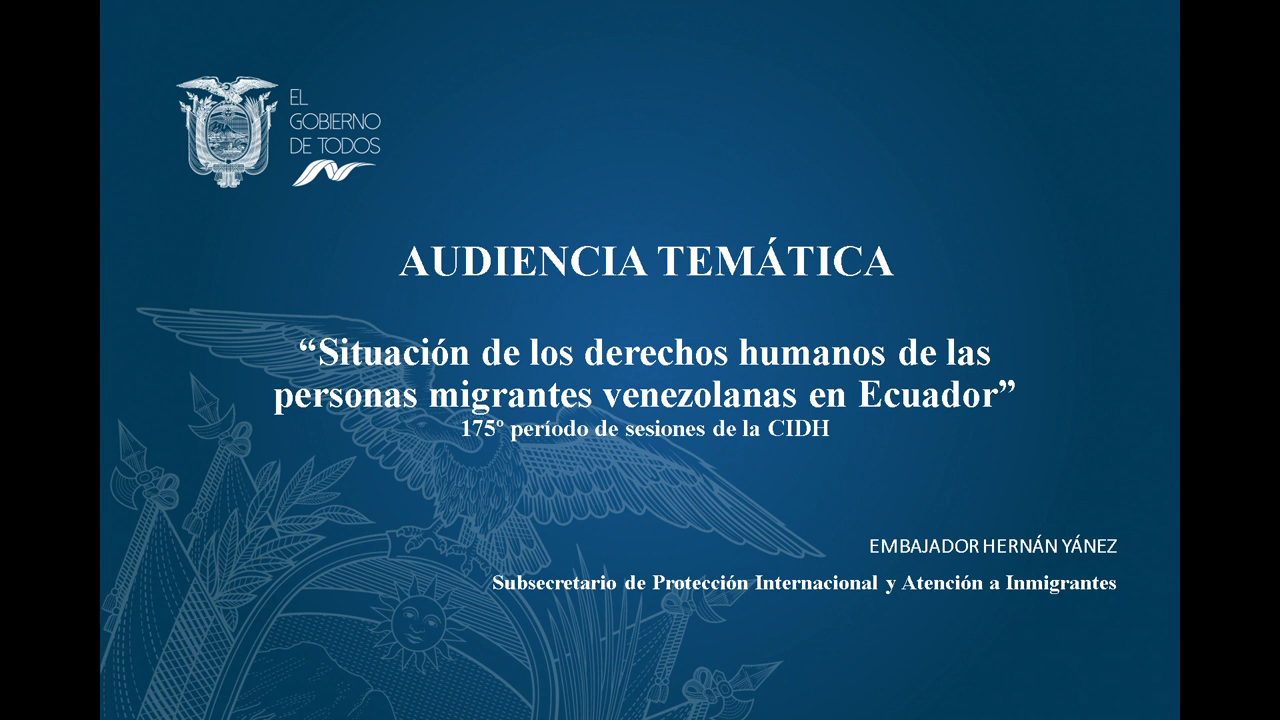 EL
GOBIERNO
DE TODOS
AUDIENCIA TEMÁTICA
“Situación de los derechos humanos de las
personas migrantes venezolanas en Ecuador”
175º período de sesiones de la CIDH
EMBAJADOR HERNÁN YÁNEZ
Subsecretario de Protección Internacional y Atención a Inmigrantes